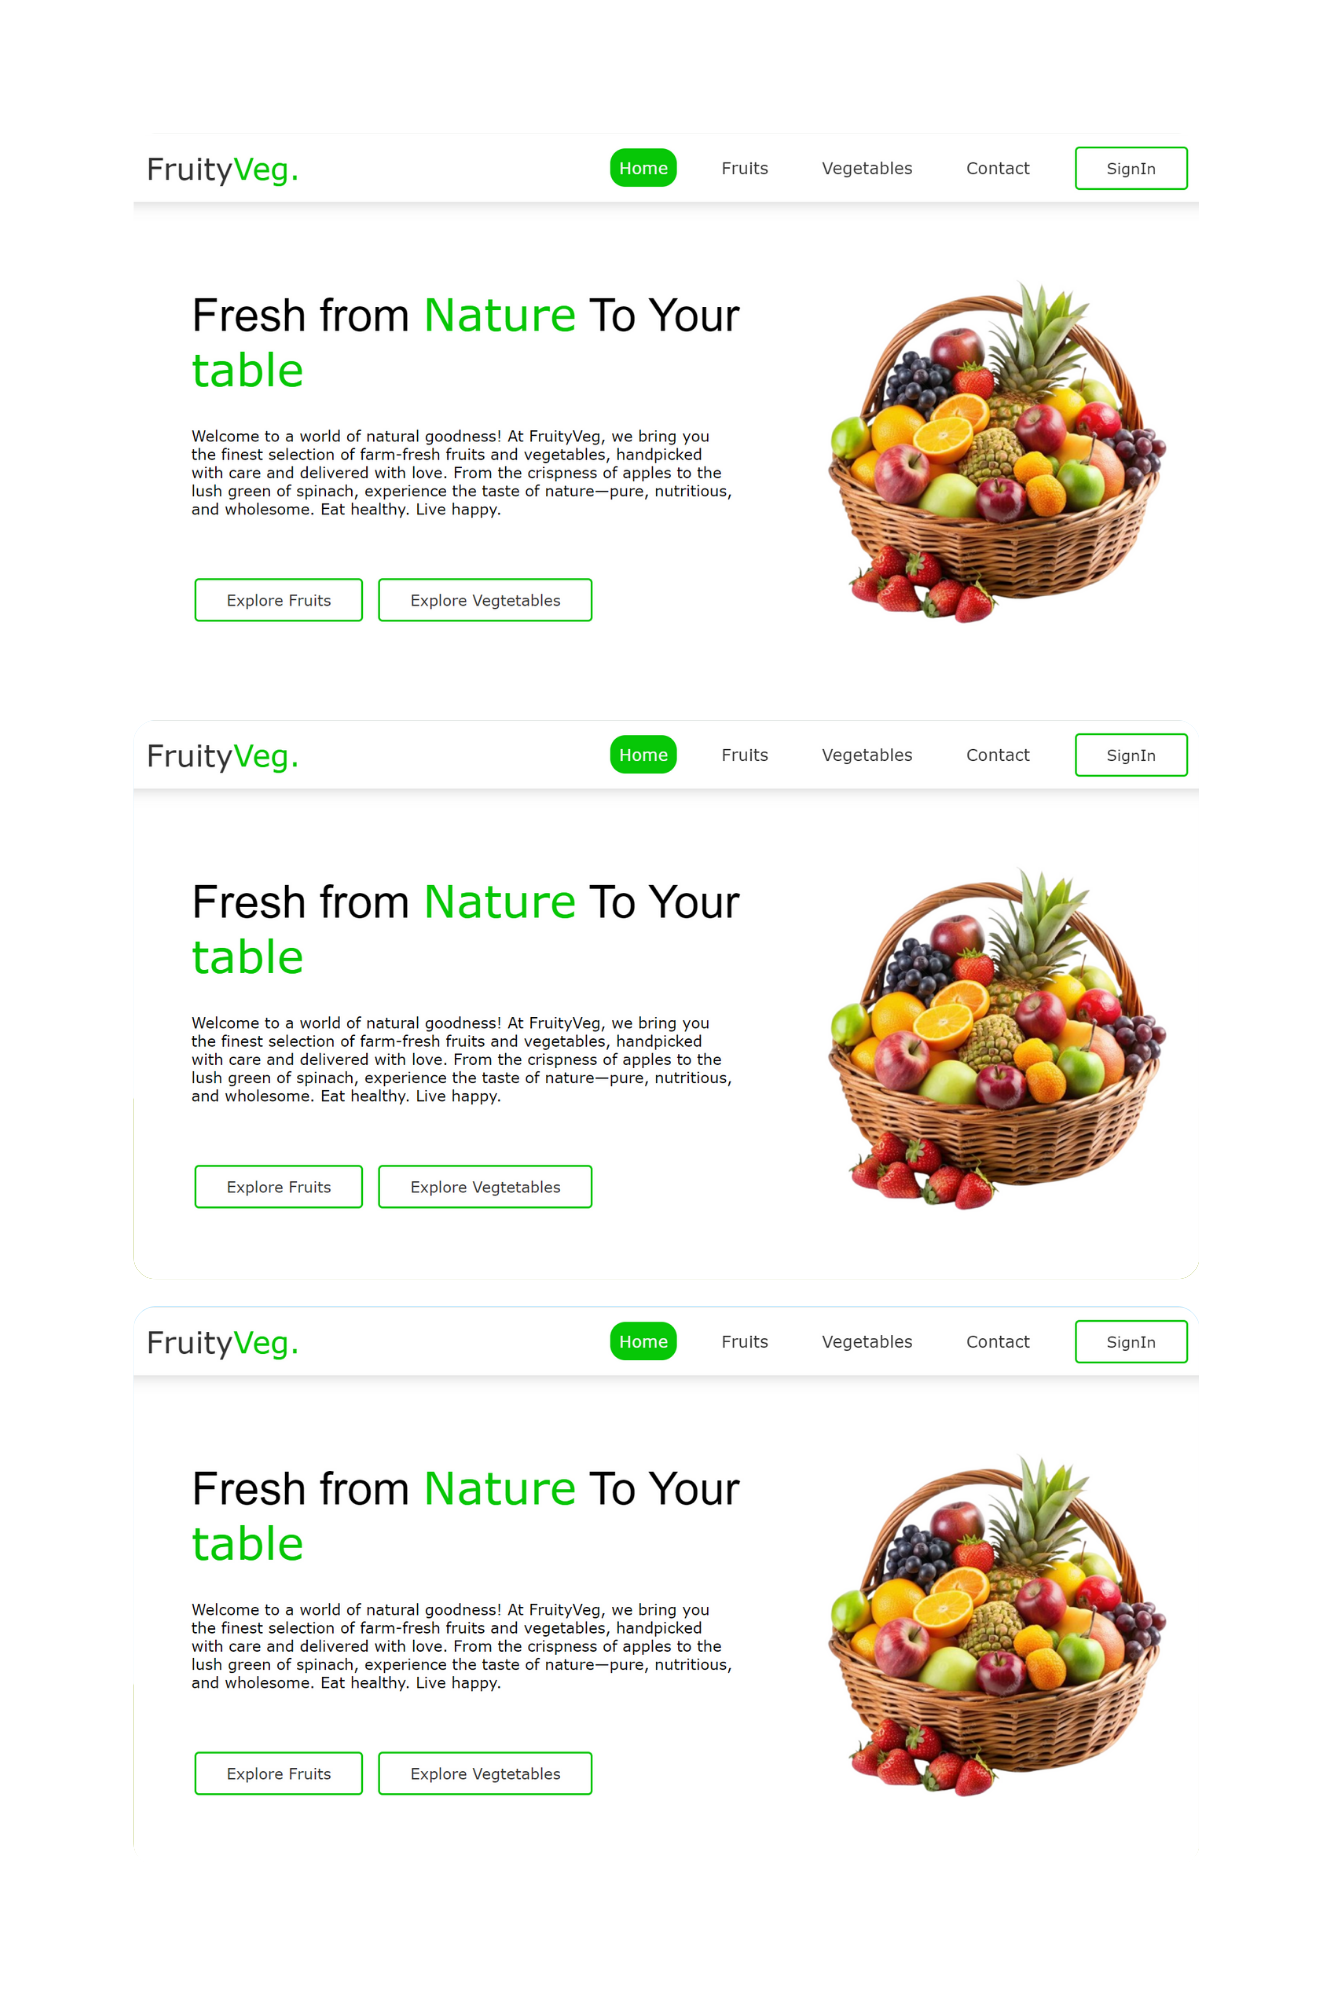 FruityVeg.
Home
Fruits
Vegetables
Contact
SignIn
Fresh from Nature To Your
table
Welcome to a world of natural goodness! At FruityVeg, we bring you
the finest selection of farm-fresh fruits and vegetables, handpicked
with care and delivered with love. From the crispness of apples to the
lush green of spinach, experience the taste of nature—pure, nutritious,
and wholesome. Eat healthy. Live happy.
Explore Fruits
Explore Vegtetables
FruityVeg.
Home
Fruits
Vegetables
Contact
SignIn
Fresh from Nature To Your
table
Welcome to a world of natural goodness! At FruityVeg, we bring you
the finest selection of farm-fresh fruits and vegetables, handpicked
with care and delivered with love. From the crispness of apples to the
lush green of spinach, experience the taste of nature—pure, nutritious,
and wholesome. Eat healthy. Live happy.
Explore Fruits
Explore Vegtetables
FruityVeg.
Home
Fruits
Vegetables
Contact
SignIn
Fresh from Nature To Your
table
Welcome to a world of natural goodness! At FruityVeg, we bring you
the finest selection of farm-fresh fruits and vegetables, handpicked
with care and delivered with love. From the crispness of apples to the
lush green of spinach, experience the taste of nature—pure, nutritious,
and wholesome. Eat healthy. Live happy.
Explore Fruits
Explore Vegtetables